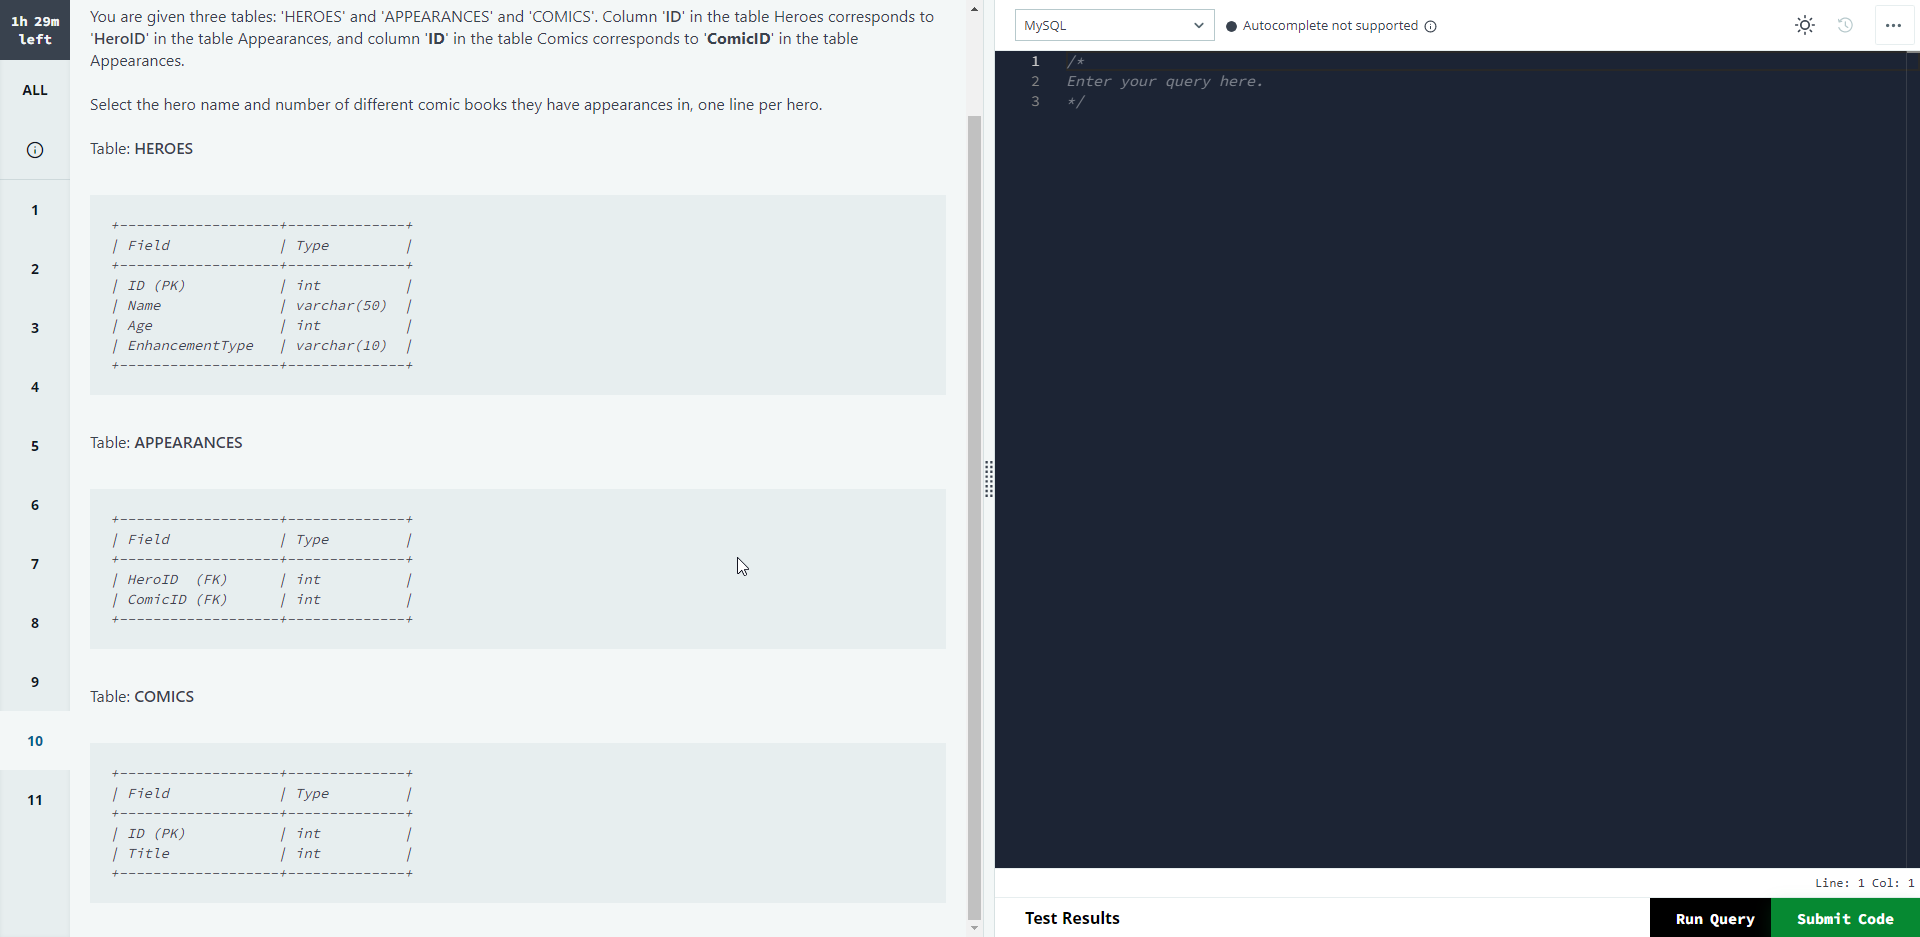 1h 29m
left
ALL
1
2
3
4
5
6
7
8
9
10
11
You are given three tables: 'HEROES' and 'APPEARANCES' and 'COMICS'. Column 'ID' in the table Heroes corresponds to
'HeroID' in the table Appearances, and column 'ID' in the table Comics corresponds to 'ComicID' in the table
Appearances.
Select the hero name and number of different comic books they have appearances in, one line per hero.
Table: HEROES
+-------------------+--------------+
| Field             | Type         |
+-------------------+--------------+
| ID (PK)           | int          |
| Name              | varchar(50)  |
| Age               | int          |
| EnhancementType   | varchar(10)  |
+-------------------+--------------+
Table: APPEARANCES
+-------------------+--------------+
| Field             | Type         |
+-------------------+--------------+
| HeroID  (FK)      | int          |
| ComicID (FK)      | int          |
+-------------------+--------------+
Table: COMICS
+-------------------+--------------+
| Field             | Type         |
+-------------------+--------------+
| ID (PK)           | int          |
| Title             | int          |
+-------------------+--------------+
MySQL
Autocomplete not supported
1 /*
2 Enter your query here.
3 */
Line: 1 Col: 1
Test Results
Run Query
Submit Code